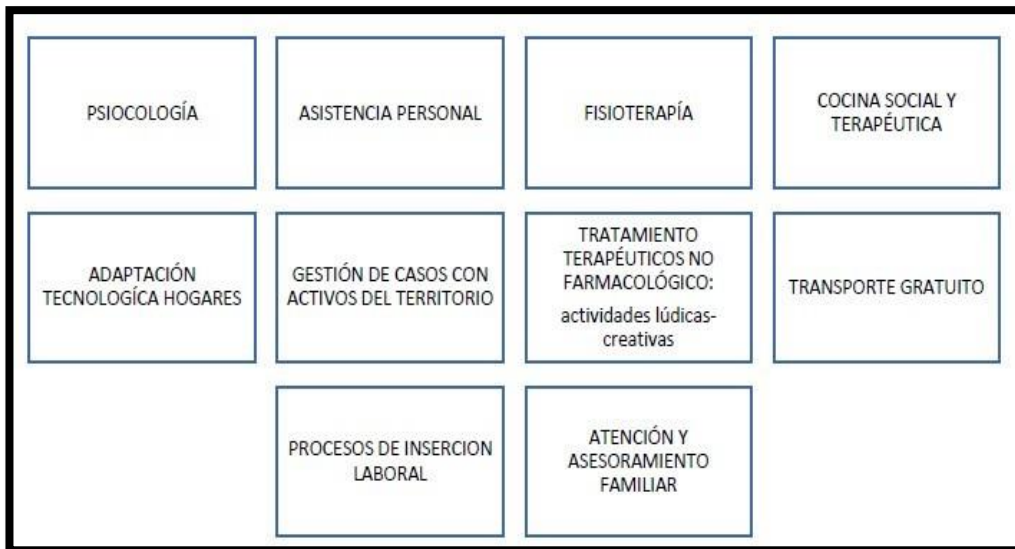 PSIOCOLOGÍA
ASISTENCIA PERSONAL
FISIOTERAPÍA
COCINA SOCIAL Y
TERAPÉUTICA
ADAPTACIÓN
TECNOLOGÍCA HOGARES
GESTIÓN DE CASOS CON
ACTIVOS DEL TERRITORIO
TRATAMIENTO
TERAPÉUTICOS NO
FARMACOLÓGICO:
actividades lúdicas-
creativas
TRANSPORTE GRATUITO
PROCESOS DE INSERCION
LABORAL
ATENCIÓN Y
ASESORAMIENTO
FAMILIAR